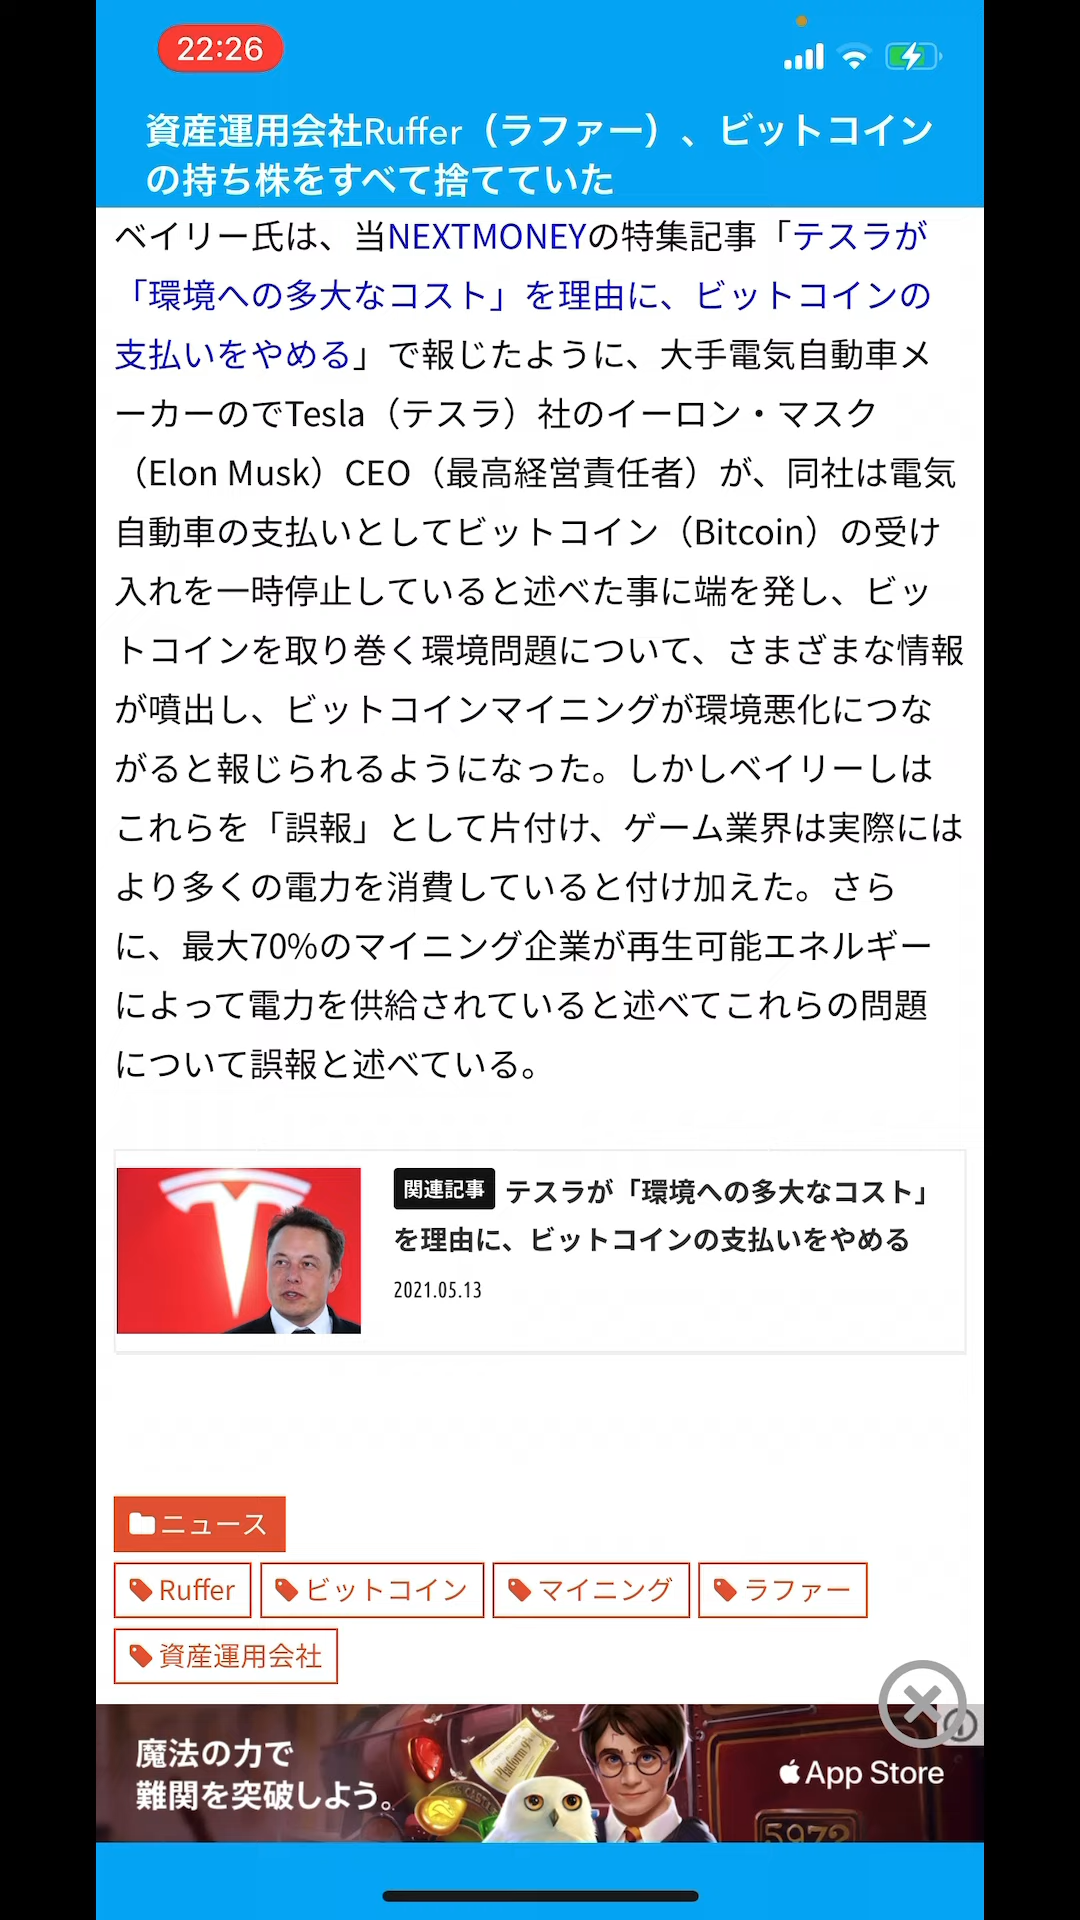 22:26
資産運用会社Ruffer（ラファー）、ビットコイン
の持ち株をすべて捨てていた
ベイリー氏は、当NEXTMONEYの特集記事「テスラが
「環境への多大なコスト」を理由に、ビットコインの
支払いをやめる」で報じたように、大手電気自動車メ
ーカーのでTesla（テスラ）社のイーロン・マスク
（Elon Musk）CEO（最高経営責任者）が、同社は電気
自動車の支払いとしてビットコイン（Bitcoin）の受け
入れを一時停止していると述べた事に端を発し、ビッ
トコインを取り巻く環境問題について、さまざまな情報
が噴出し、ビットコインマイニングが環境悪化につな
がると報じられるようになった。しかしベイリーしは
これらを「誤報」として片付け、ゲーム業界は実際には
より多くの電力を消費していると付け加えた。さら
に、最大70%のマイニング企業が再生可能エネルギー
によって電力を供給されていると述べてこれらの問題
について誤報と述べている。
関連記事 テスラが「環境への多大なコスト」
を理由に、ビットコインの支払いをやめる
2021.05.13
ニュース
Ruffer ビットコイン マイニング ラファー
資産運用会社
魔法の力で
難関を突破しよう。
Platform 9¾
App Store
5972